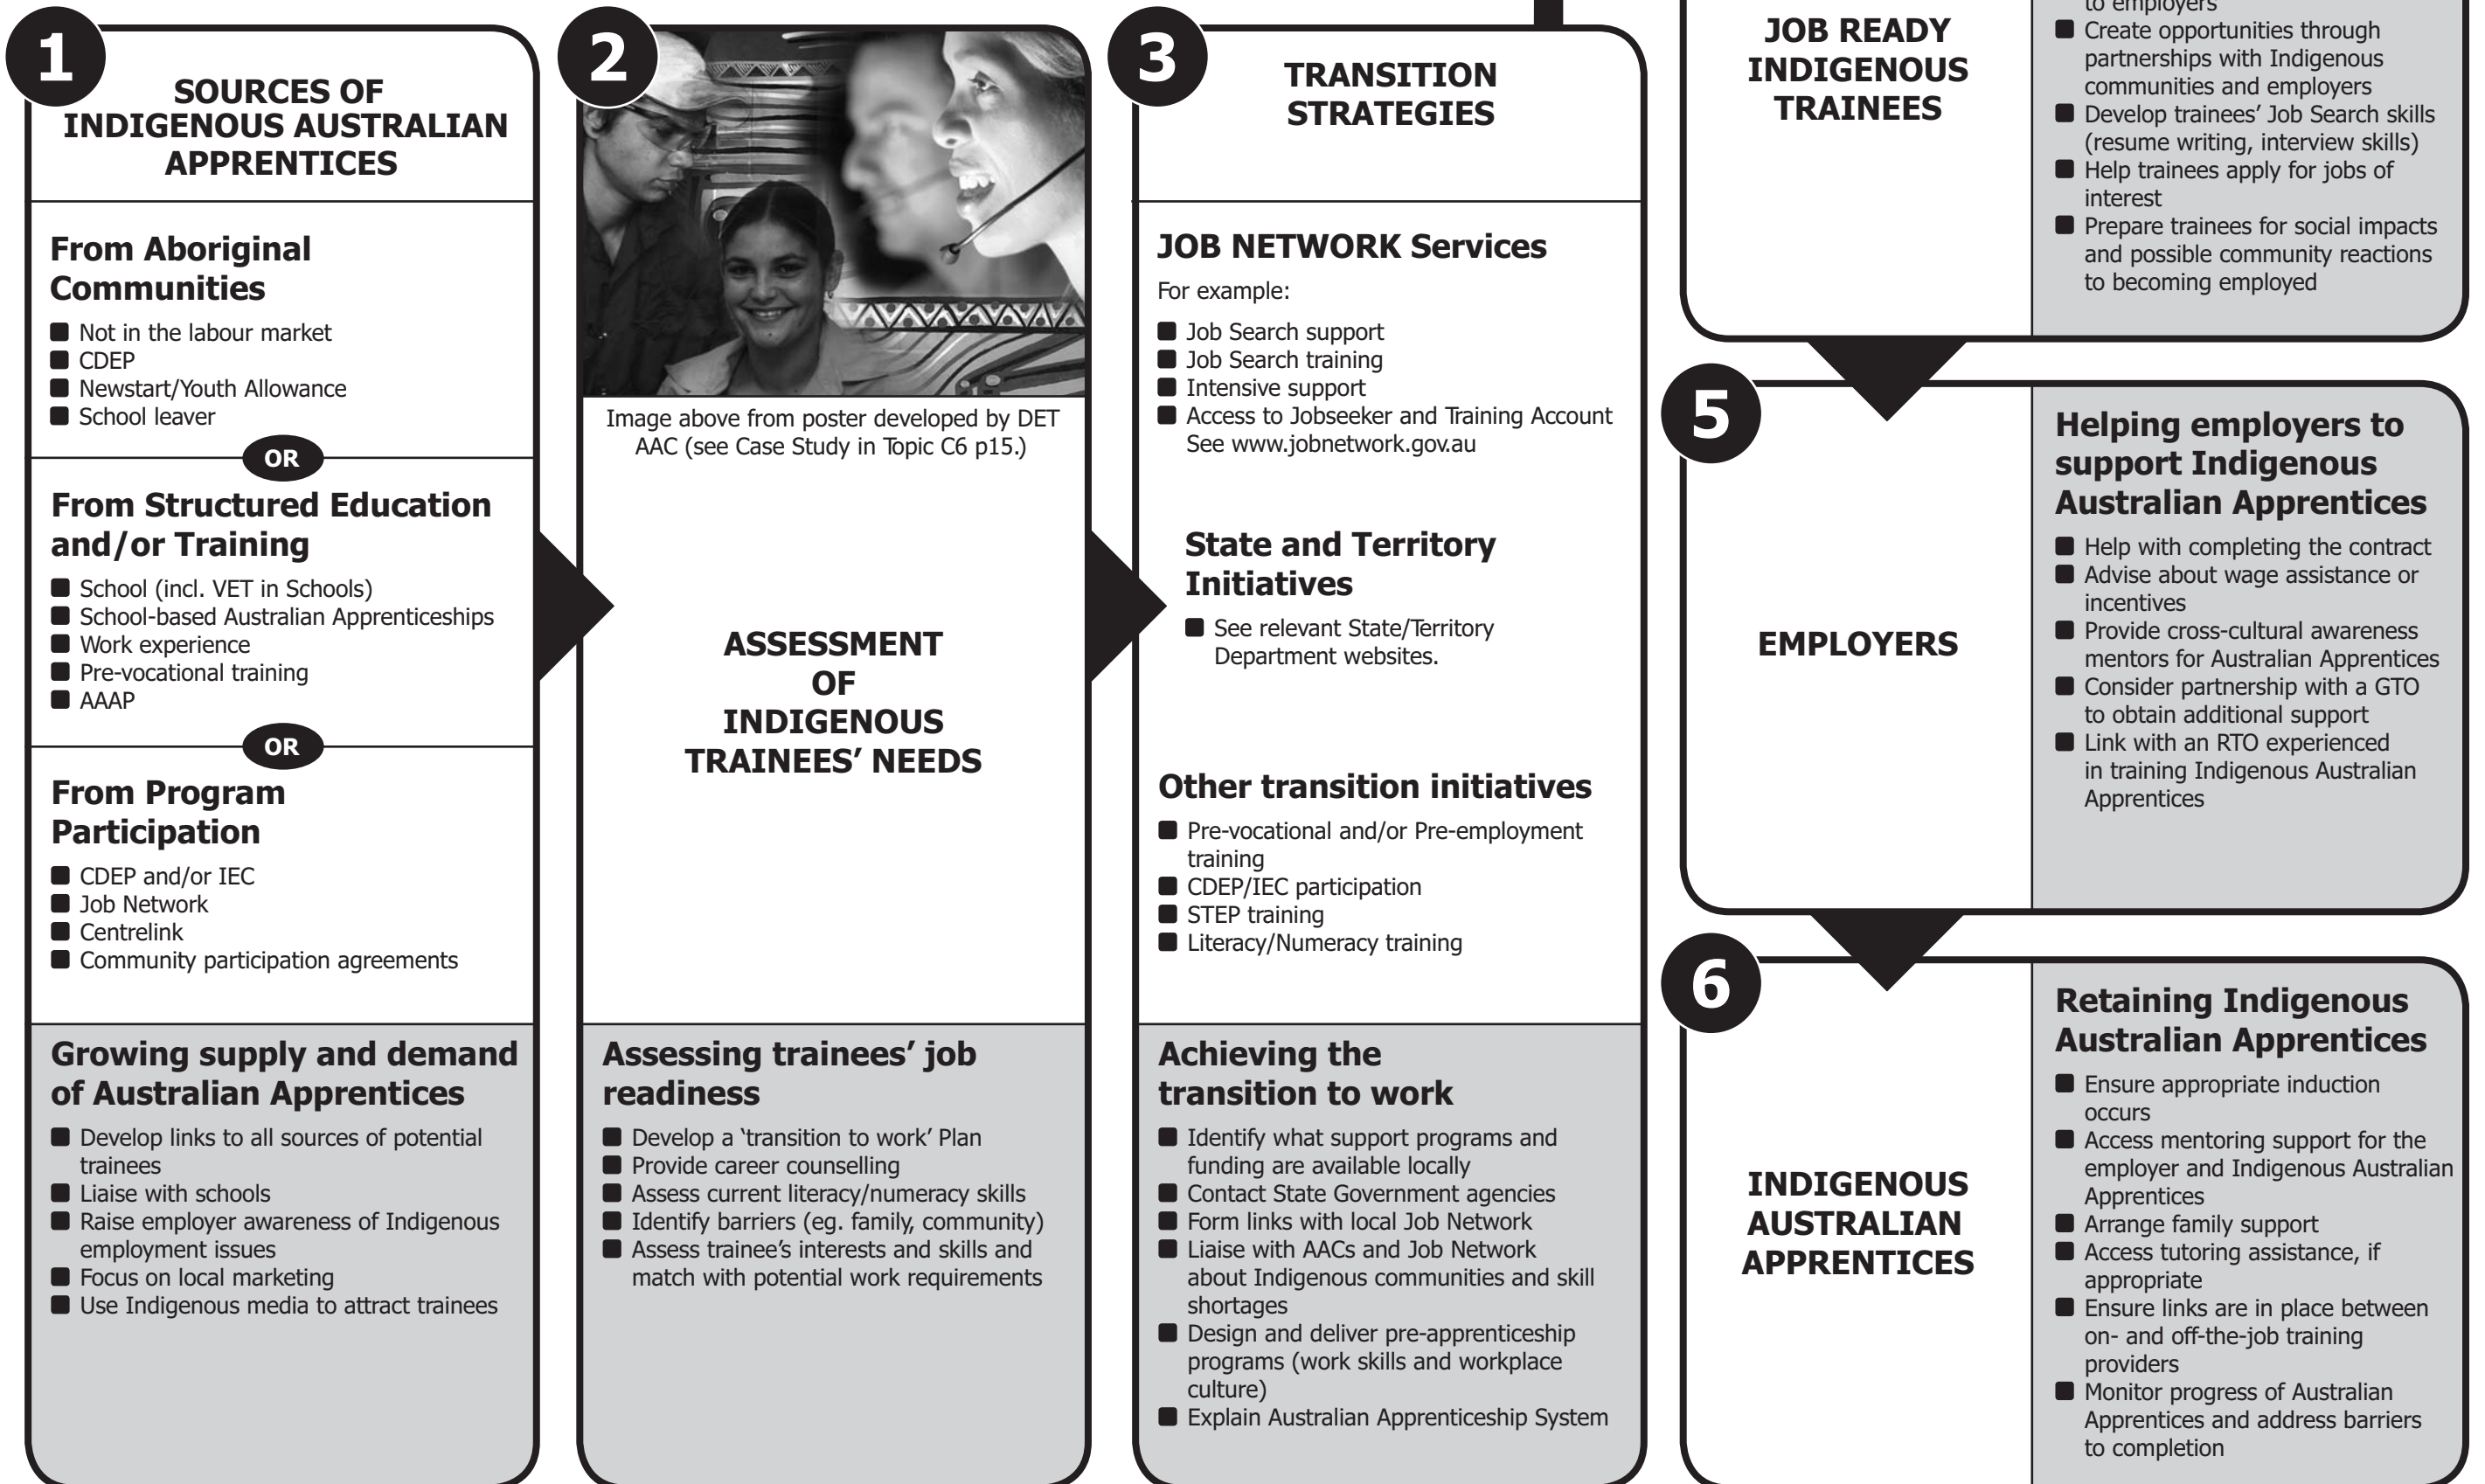 1
SOURCES OF
INDIGENOUS AUSTRALIAN
APPRENTICES
From Aboriginal
Communities
Not in the labour market
CDEP
Newstart/Youth Allowance
School leaver
OR
From Structured Education
and/or Training
School (incl. VET in Schools)
School-based Australian Apprenticeships
Work experience
Pre-vocational training
AAAP
OR
From Program
Participation
CDEP and/or IEC
Job Network
Centrelink
Community participation agreements
Growing supply and demand
of Australian Apprentices
Develop links to all sources of potential
trainees
Liaise with schools
Raise employer awareness of Indigenous
employment issues
Focus on local marketing
Use Indigenous media to attract trainees
2
Image above from poster developed by DET
AAC (see Case Study in Topic C6 p15.)
ASSESSMENT
OF
INDIGENOUS
TRAINEES’ NEEDS
Assessing trainees’ job
readiness
Develop a ‘transition to work’ Plan
Provide career counselling
Assess current literacy/numeracy skills
Identify barriers (eg. family, community)
Assess trainee’s interests and skills and
match with potential work requirements
3
TRANSITION
STRATEGIES
JOB NETWORK Services
For example:
Job Search support
Job Search training
Intensive support
Access to Jobseeker and Training Account
See www.jobnetwork.gov.au
State and Territory
Initiatives
See relevant State/Territory
Department websites.
Other transition initiatives
Pre-vocational and/or Pre-employment
training
CDEP/IEC participation
STEP training
Literacy/Numeracy training
Achieving the
transition to work
Identify what support programs and
funding are available locally
Contact State Government agencies
Form links with local Job Network
Liaise with AACs and Job Network
about Indigenous communities and skill
shortages
Design and deliver pre-apprenticeship
programs (work skills and workplace
culture)
Explain Australian Apprenticeship System
JOB READY
INDIGENOUS
TRAINEES
to employers
Create opportunities through
partnerships with Indigenous
communities and employers
Develop trainees’ Job Search skills
(resume writing, interview skills)
Help trainees apply for jobs of
interest
Prepare trainees for social impacts
and possible community reactions
to becoming employed
5
EMPLOYERS
Helping employers to
support Indigenous
Australian Apprentices
Help with completing the contract
Advise about wage assistance or
incentives
Provide cross-cultural awareness
mentors for Australian Apprentices
Consider partnership with a GTO
to obtain additional support
Link with an RTO experienced
in training Indigenous Australian
Apprentices
6
INDIGENOUS
AUSTRALIAN
APPRENTICES
Retaining Indigenous
Australian Apprentices
Ensure appropriate induction
occurs
Access mentoring support for the
employer and Indigenous Australian
Apprentices
Arrange family support
Access tutoring assistance, if
appropriate
Ensure links are in place between
on- and off-the-job training
providers
Monitor progress of Australian
Apprentices and address barriers
to completion